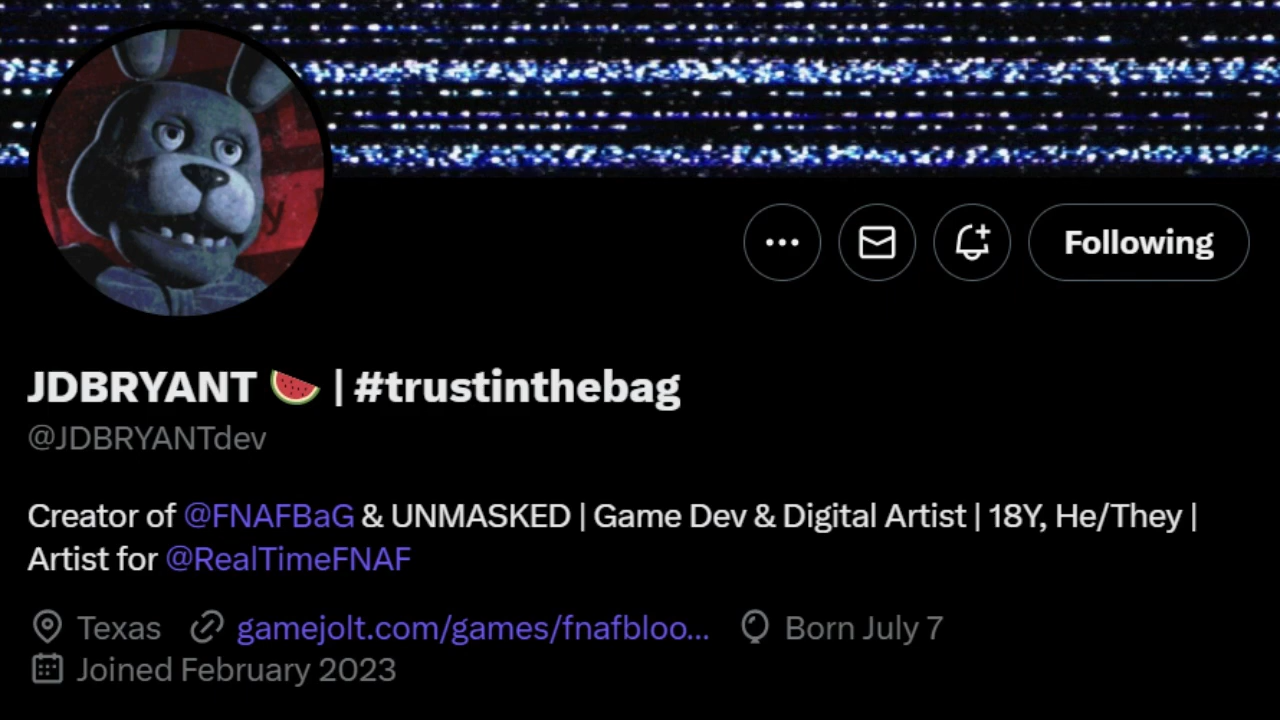 Following
JDBRYANT 🍉 | #trustinthebag
@JDBRYANTdev
Creator of @FNAFBaG & UNMASKED | Game Dev & Digital Artist | 18Y, He/They |
Artist for @RealTimeFNAF
Texas gamejolt.com/games/fnafbloo... Born July 7
Joined February 2023